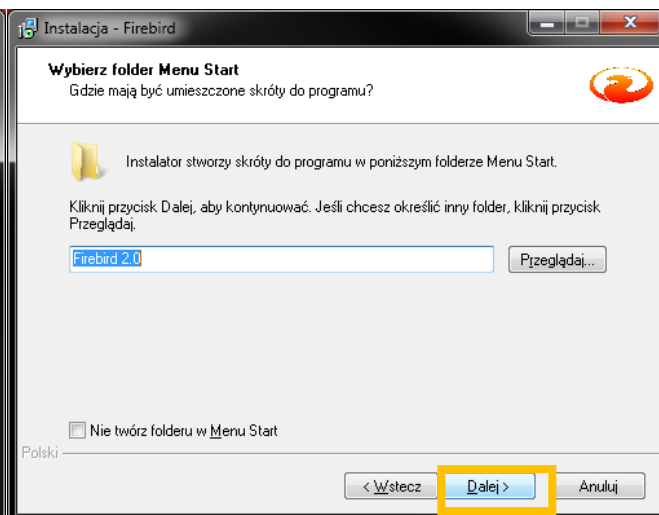 Instalacja - Firebird
Wybierz folder Menu Start
Gdzie mają być umieszczone skróty do programu?
Instalator stworzy skróty do programu w poniższym folderze Menu Start.
Kliknij przycisk Dalej, aby kontynuować. Jeśli chcesz określić inny folder, kliknij przycisk
Przeglądaj.
Firebird 2.0
Przeglądaj...
Nie twórz folderu w Menu Start
Polski
< Wstecz
Dalej >
Anuluj